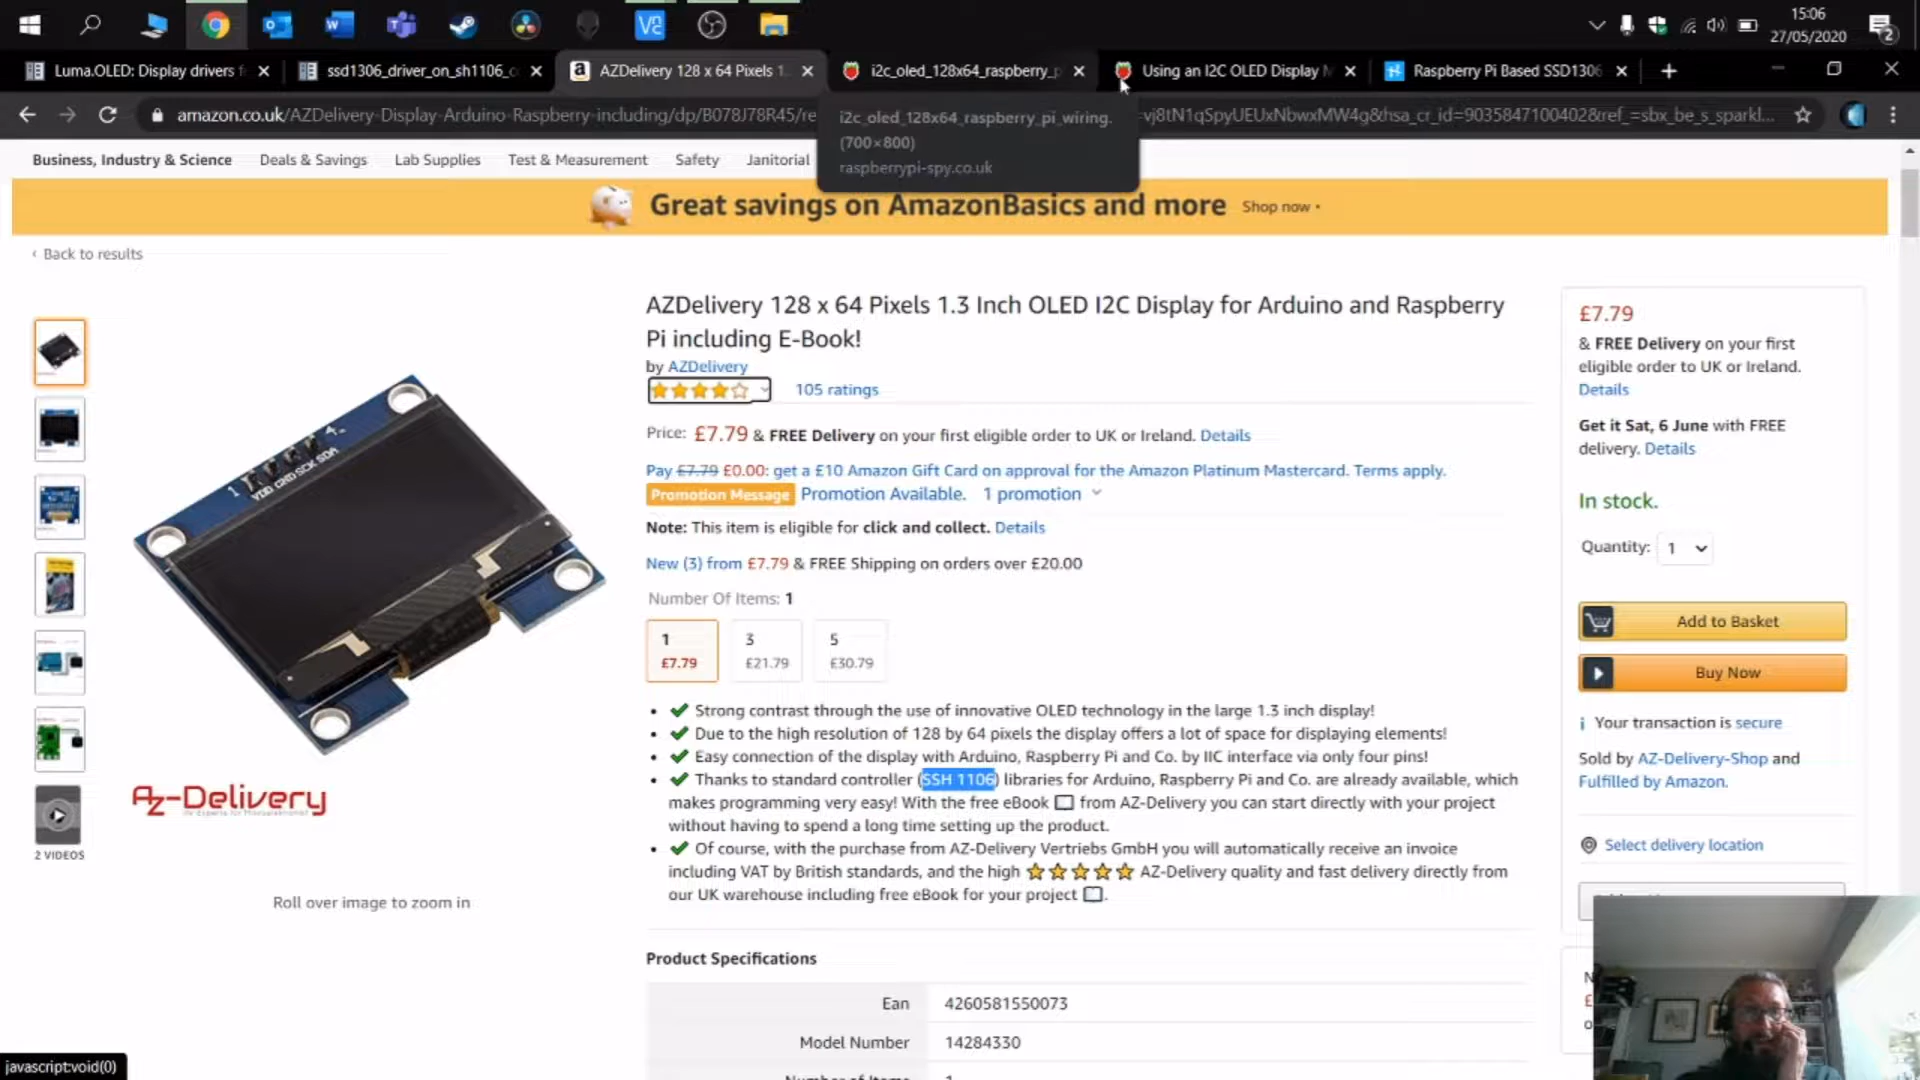 15:06
27/05/2020
2
Luma.OLED: Display drivers f
ssd1306_driver_on_sh1106_c
AZDelivery 128 x 64 Pixels 1.
i2c_oled_128x64_raspberry_p
Using an I2C OLED Display M
Raspberry Pi Based SSD1306
amazon.co.uk/AZDelivery-Display-Arduino-Raspberry-including/dp/B078J78R45/re
vj8tN1qSpyUEUxNbwxMW4g&hsa_cr_id=9035847100402&ref_=sbx_be_s_sparkl...
i2c_oled_128x64_raspberry_pi_wiring.
(700×800)
raspberrypi-spy.co.uk
Business, Industry & Science
Deals & Savings
Lab Supplies
Test & Measurement
Safety
Janitorial
Great savings on AmazonBasics and more
Shop now
‹ Back to results
AZDelivery 128 x 64 Pixels 1.3 Inch OLED I2C Display for Arduino and Raspberry
Pi including E-Book!
by AZDelivery
105 ratings
Price: £7.79 & FREE Delivery on your first eligible order to UK or Ireland. Details
Pay £7.79 £0.00: get a £10 Amazon Gift Card on approval for the Amazon Platinum Mastercard. Terms apply.
Promotion Message Promotion Available. 1 promotion
Note: This item is eligible for click and collect. Details
New (3) from £7.79 & FREE Shipping on orders over £20.00
Number Of Items: 1
1
£7.79
3
£21.79
5
£30.79
• ✔ Strong contrast through the use of innovative OLED technology in the large 1.3 inch display!
• ✔ Due to the high resolution of 128 by 64 pixels the display offers a lot of space for displaying elements!
• ✔ Easy connection of the display with Arduino, Raspberry Pi and Co. by IIC interface via only four pins!
• ✔ Thanks to standard controller (SSH 1106) libraries for Arduino, Raspberry Pi and Co. are already available, which
makes programming very easy! With the free eBook from AZ-Delivery you can start directly with your project
without having to spend a long time setting up the product.
• ✔ Of course, with the purchase from AZ-Delivery Vertriebs GmbH you will automatically receive an invoice
including VAT by British standards, and the high ⭐⭐⭐⭐⭐ AZ-Delivery quality and fast delivery directly from
our UK warehouse including free eBook for your project.
Product Specifications
Ean 4260581550073
Model Number 14284330
1 VDD GND SCK SDA 4
AZ-Delivery
2 VIDEOS
Roll over image to zoom in
£7.79
& FREE Delivery on your first
eligible order to UK or Ireland.
Details
Get it Sat, 6 June with FREE
delivery. Details
In stock.
Quantity: 1
Add to Basket
Buy Now
Your transaction is secure
Sold by AZ-Delivery-Shop and
Fulfilled by Amazon.
Select delivery location
javascript:void(0)